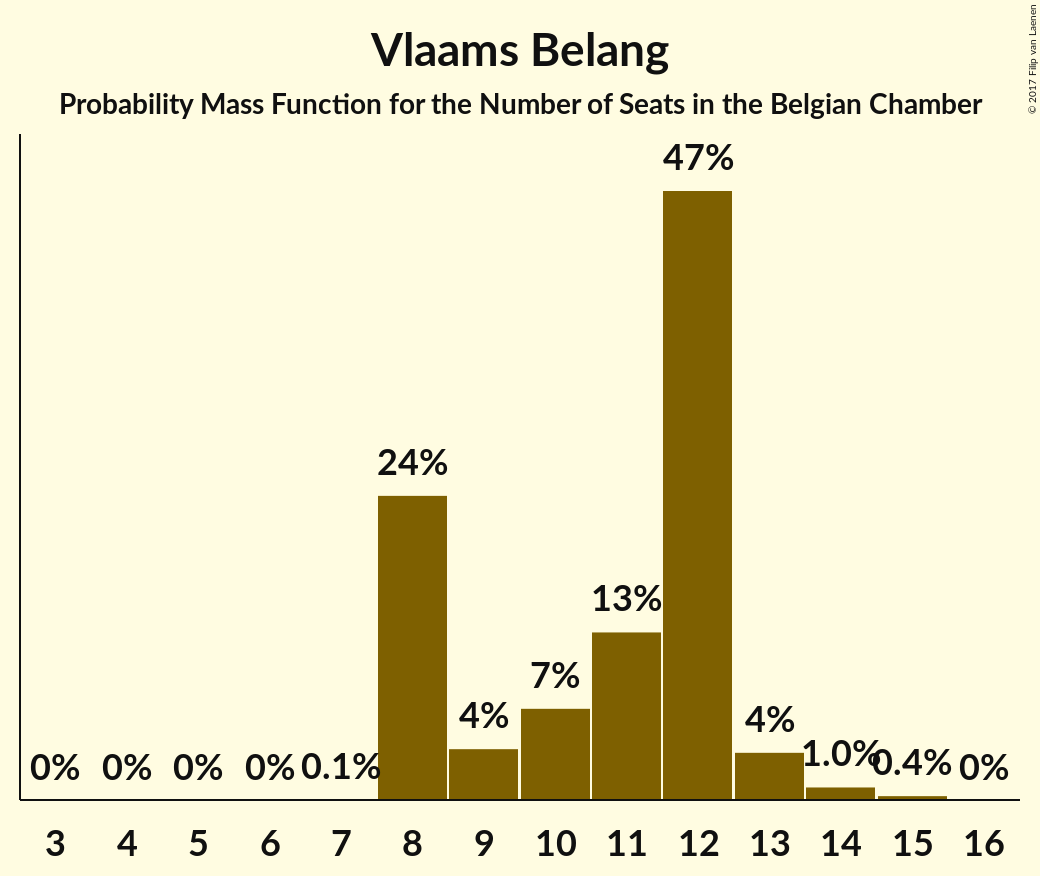 Vlaams Belang
Probability Mass Function for the Number of Seats in the Belgian Chamber
© 2017 Filip van Laenen
47%
24%
13%
7%
4%
4%
1.0%
0.4%
0% 0% 0% 0% 0.1% 0%
3 4 5 6 7 8 9 10 11 12 13 14 15 16